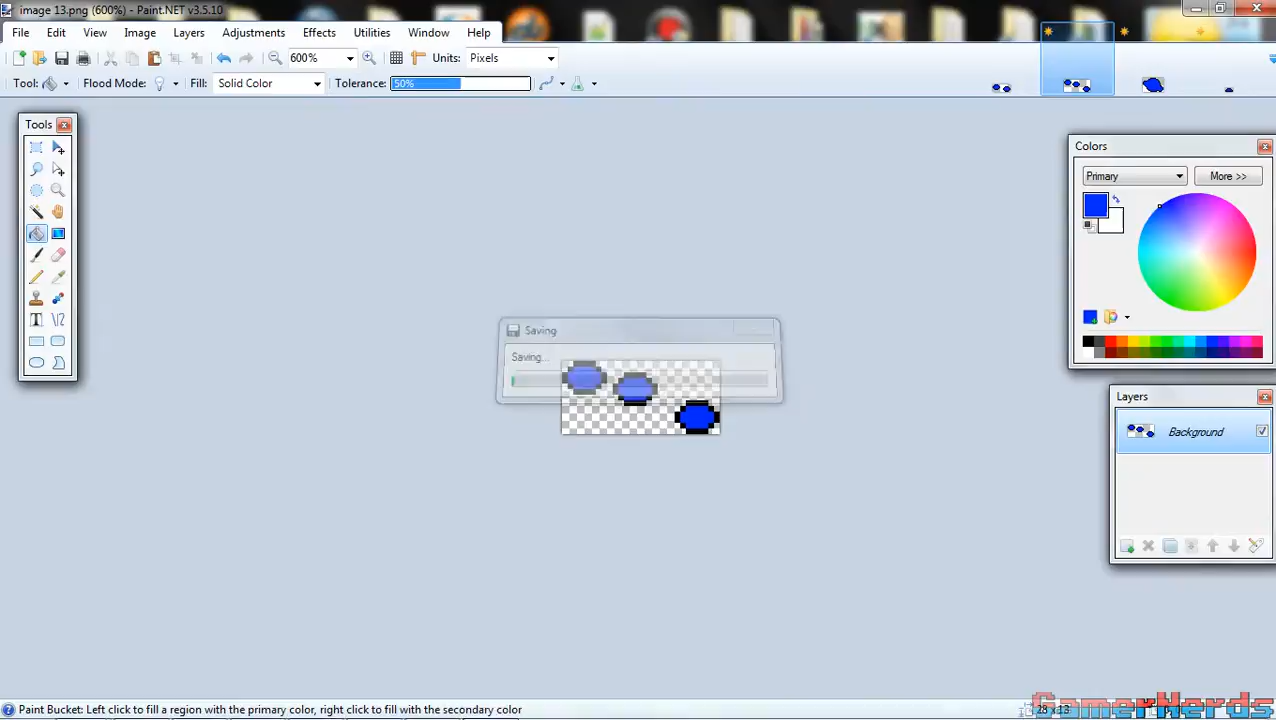 image 13.png (600%) - Paint.NET v3.5.10
File Edit View Image Layers Adjustments Effects Utilities Window Help
600% Units: Pixels
Tool: Flood Mode: Fill: Solid Color Tolerance: 50%
Tools
Colors
Primary More >>
Saving
Saving...
Layers
Background
Paint Bucket: Left click to fill a region with the primary color, right click to fill with the secondary color
28 x 13
GamerNerds